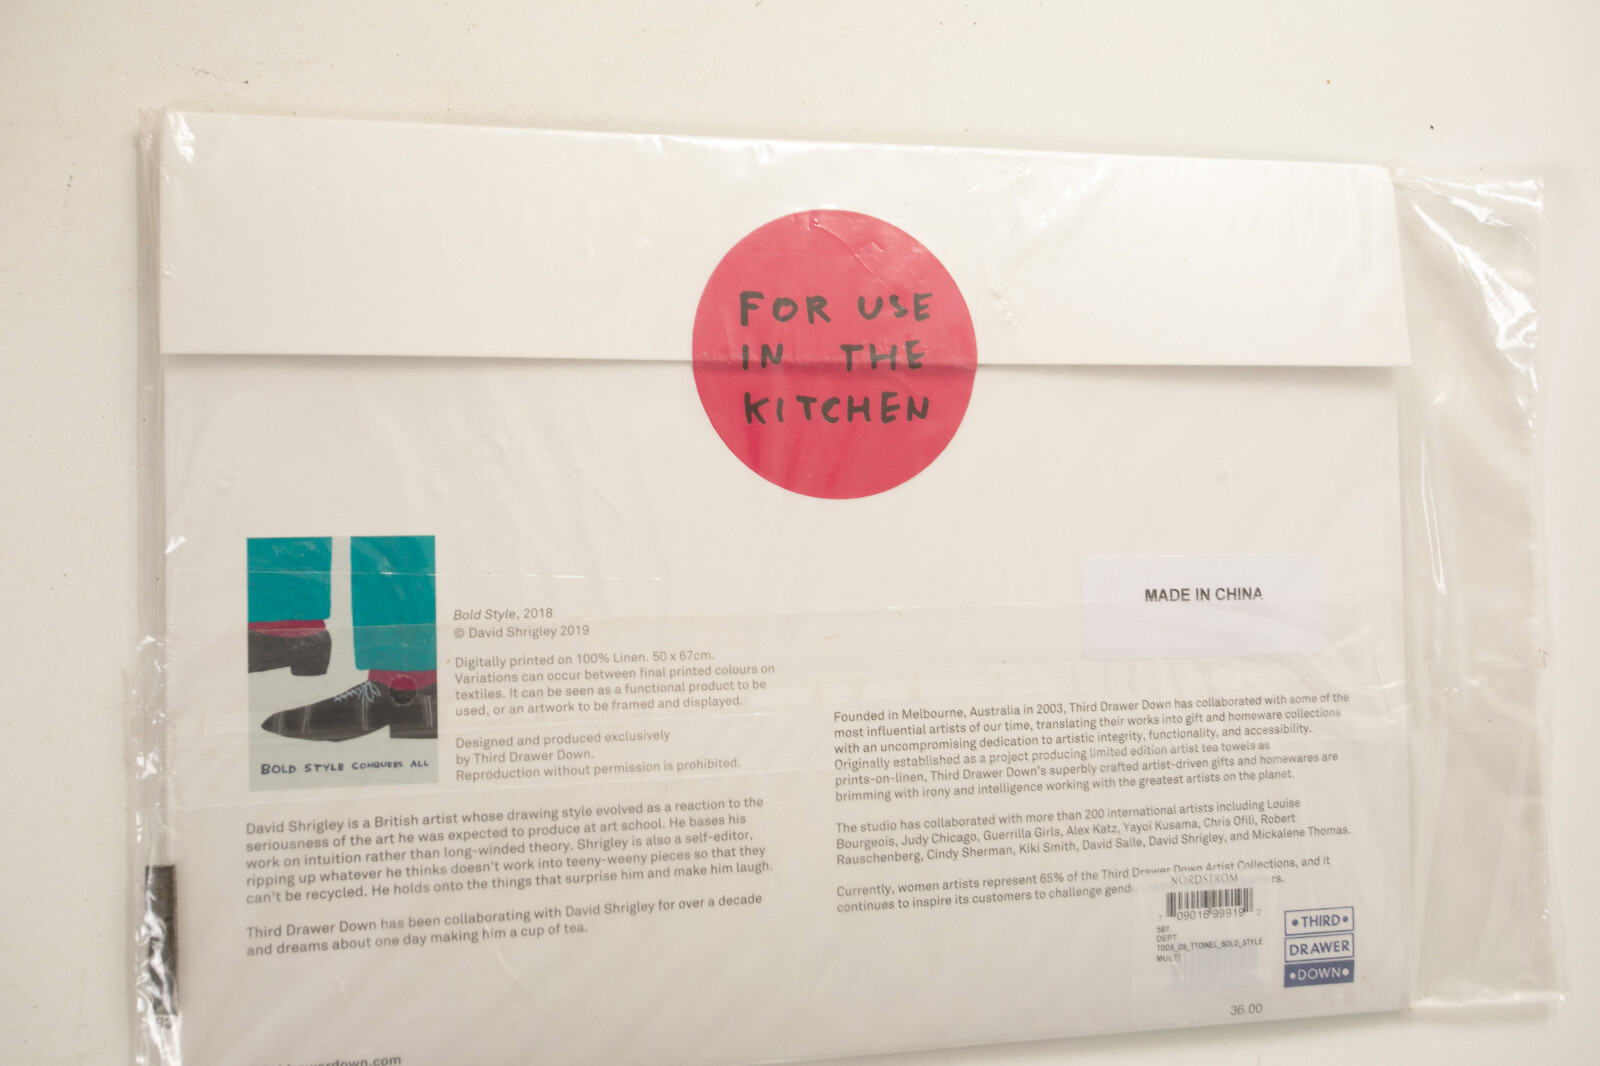 FOR USE
IN THE
KITCHEN
MADE IN CHINA
BOLD STYLE CONQUERS ALL
Bold Style, 2018
© David Shrigley 2019
Digitally printed on 100% Linen. 50 x 67cm.
Variations can occur between final printed colours on
textiles. It can be seen as a functional product to be
used, or an artwork to be framed and displayed.
Designed and produced exclusively
by Third Drawer Down.
Reproduction without permission is prohibited.
David Shrigley is a British artist whose drawing style evolved as a reaction to the
seriousness of the art he was expected to produce at art school. He bases his
work on intuition rather than long-winded theory. Shrigley is also a self-editor,
ripping up whatever he thinks doesn't work into teeny-weeny pieces so that they
can't be recycled. He holds onto the things that surprise him and make him laugh.
Third Drawer Down has been collaborating with David Shrigley for over a decade
and dreams about one day making him a cup of tea.
Founded in Melbourne, Australia in 2003, Third Drawer Down has collaborated with some of the
most influential artists of our time, translating their works into gift and homeware collections
with an uncompromising dedication to artistic integrity, functionality, and accessibility.
Originally established as a project producing limited edition artist tea towels as
prints-on-linen, Third Drawer Down's superbly crafted artist-driven gifts and homewares are
brimming with irony and intelligence working with the greatest artists on the planet.
The studio has collaborated with more than 200 international artists including Louise
Bourgeois, Judy Chicago, Guerrilla Girls, Alex Katz, Yayoi Kusama, Chris Ofili, Robert
Rauschenberg, Cindy Sherman, Kiki Smith, David Salle, David Shrigley, and Mickalene Thomas.
Currently, women artists represent 65% of the Third Drawer Down Artist Collections, and it
continues to inspire its customers to challenge gend rs.
NORDSTROM
7 09016 99919 2
587
DEPT
TDDS_DS_TTOWEL_BOLD_STYLE
MULTI
36.00
THIRD
DRAWER
DOWN
rdown.com